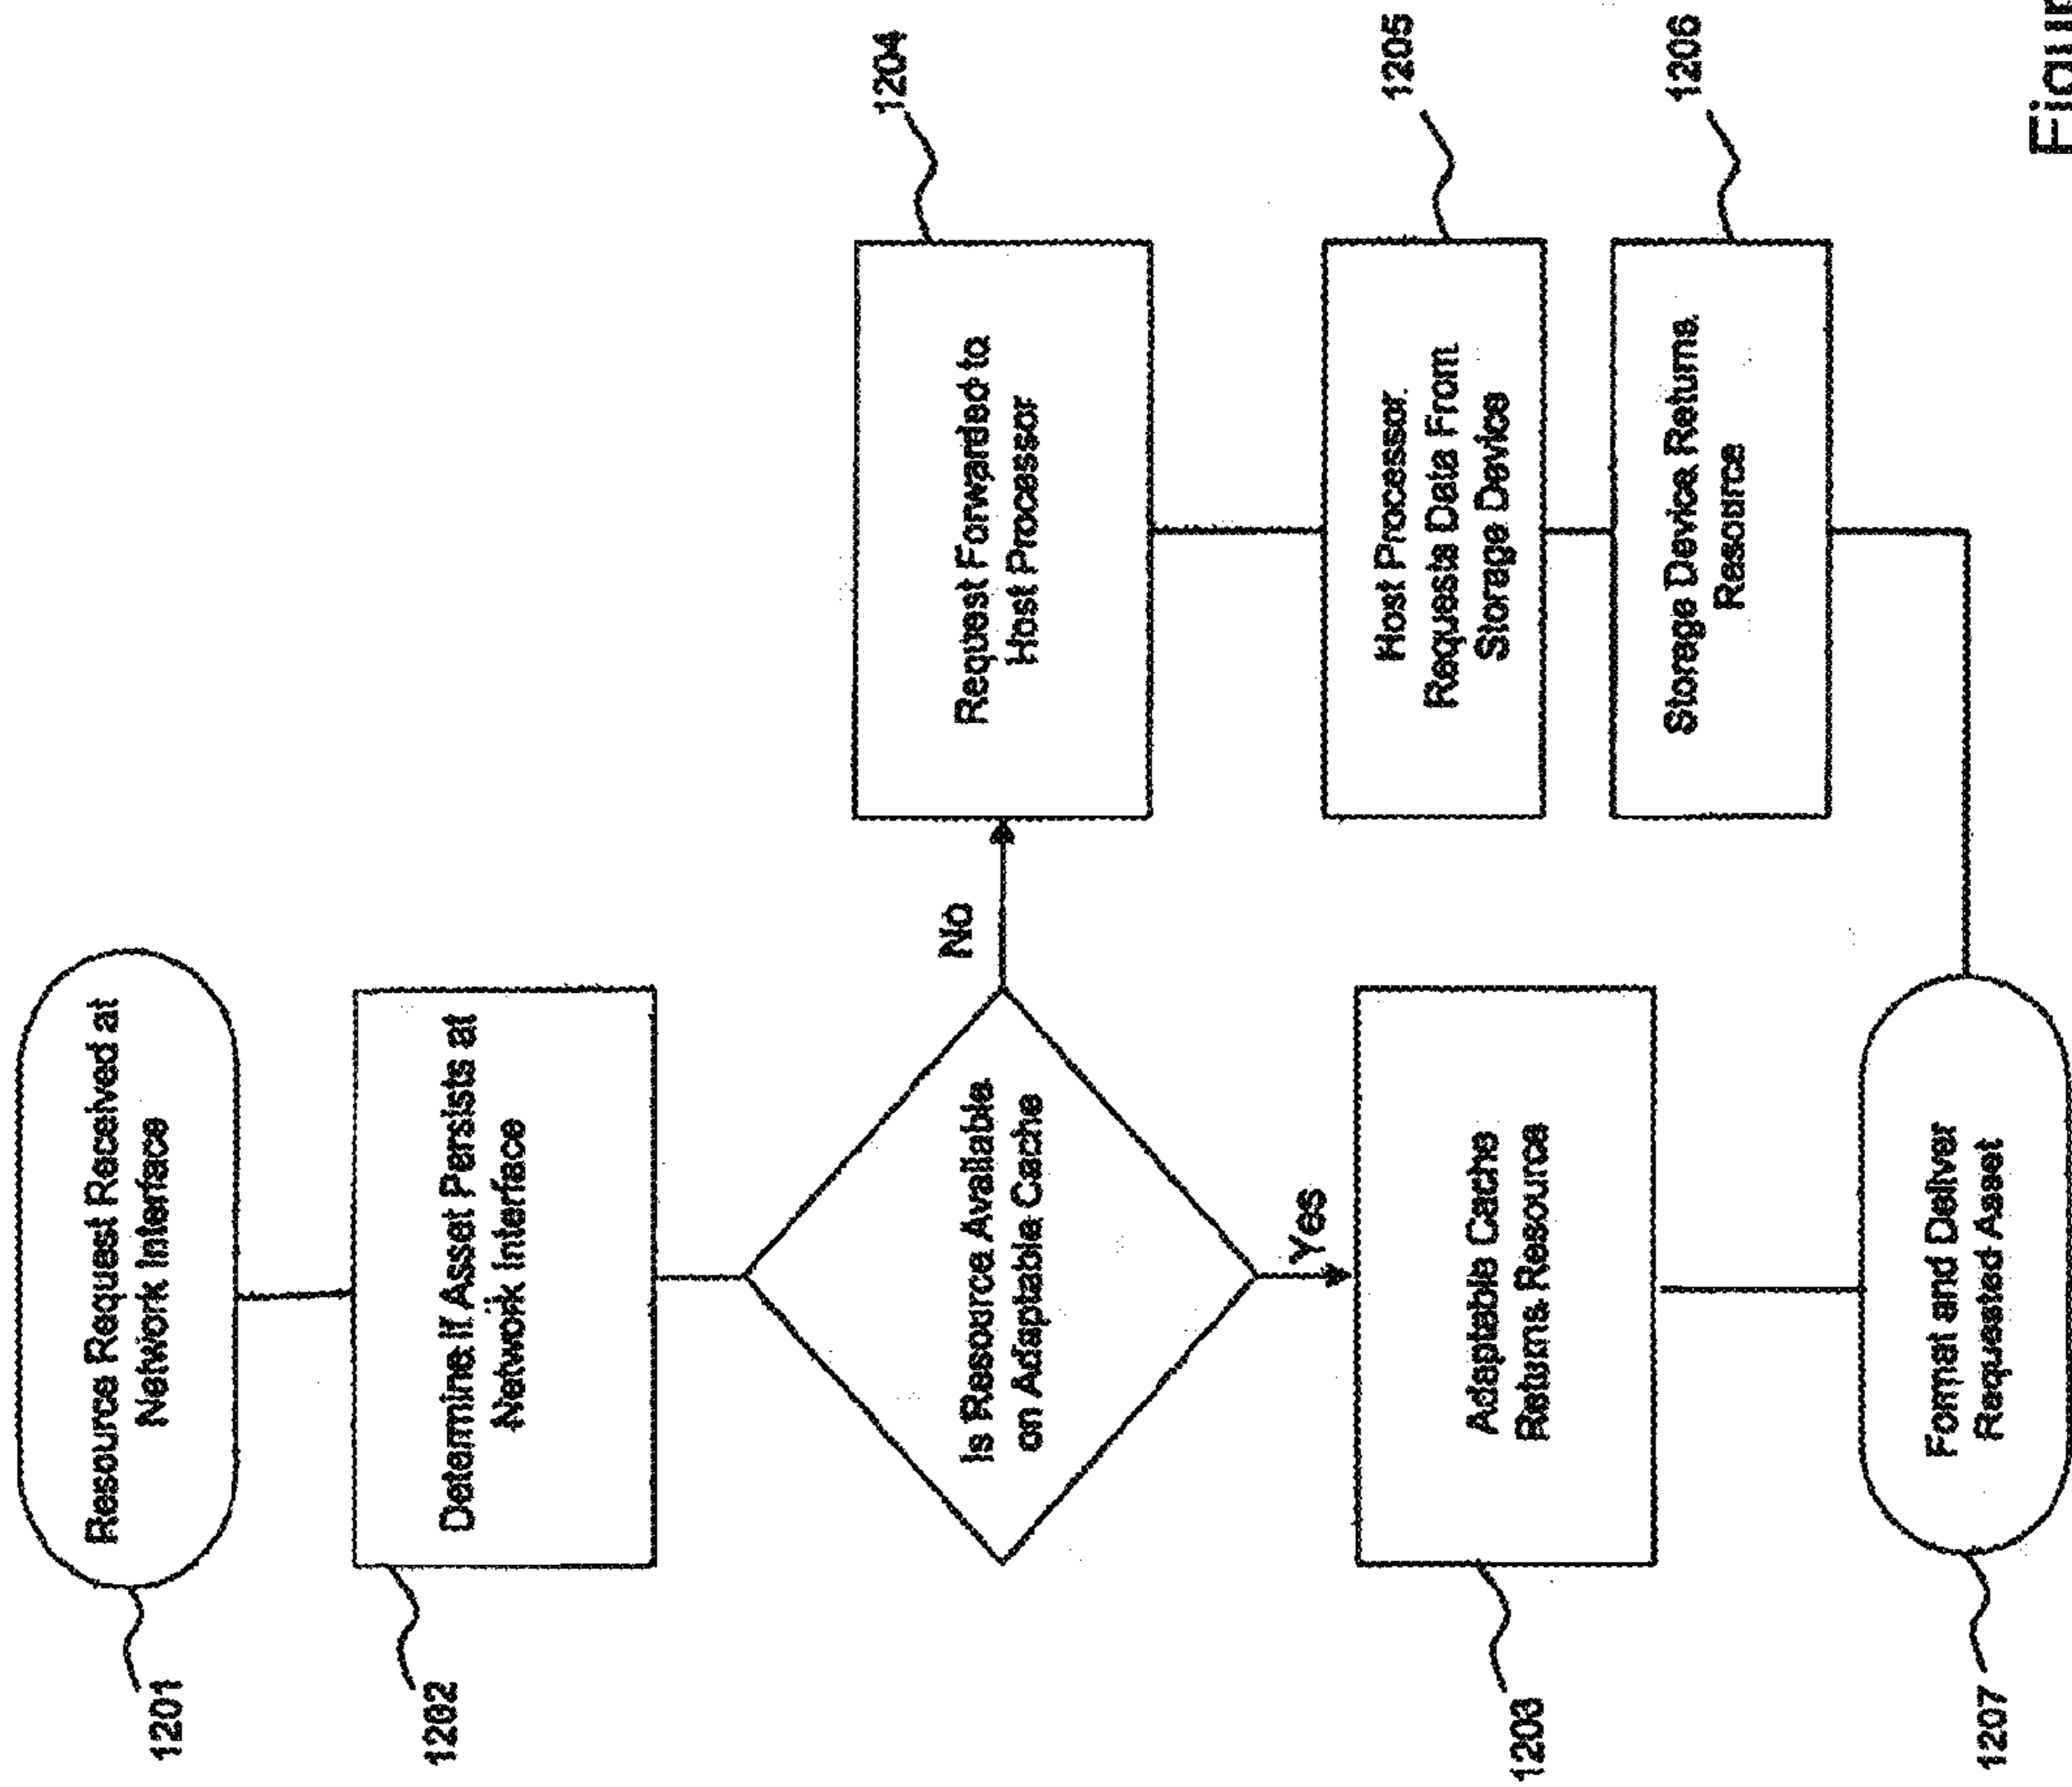 1201
Resource Request Received at
Network Interface
1202
Determine if Asset Persists at
Network Interface
Is Resource Available
on Adaptable Cache
No
Yes
1204
Request Forwarded to
Host Processor
1205
Host Processor
Requests Data From
Storage Device
1206
Storage Device Returns
Resource
1203
Adaptable Cache
Returns Resource
1207
Format and Deliver
Requested Asset